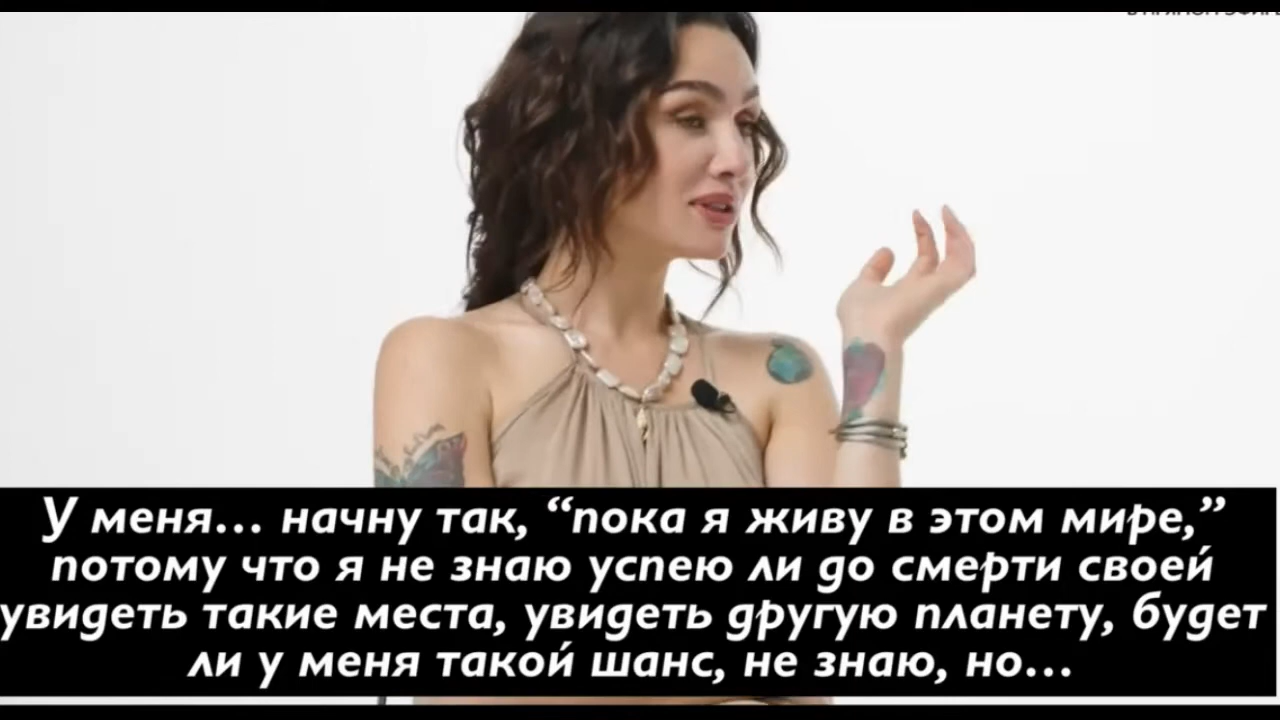 У меня... начну так, “пока я живу в этом мире,”
потому что я не знаю успею ли до смерти своей
увидеть такие места, увидеть другую планету, будет
ли у меня такой шанс, не знаю, но...